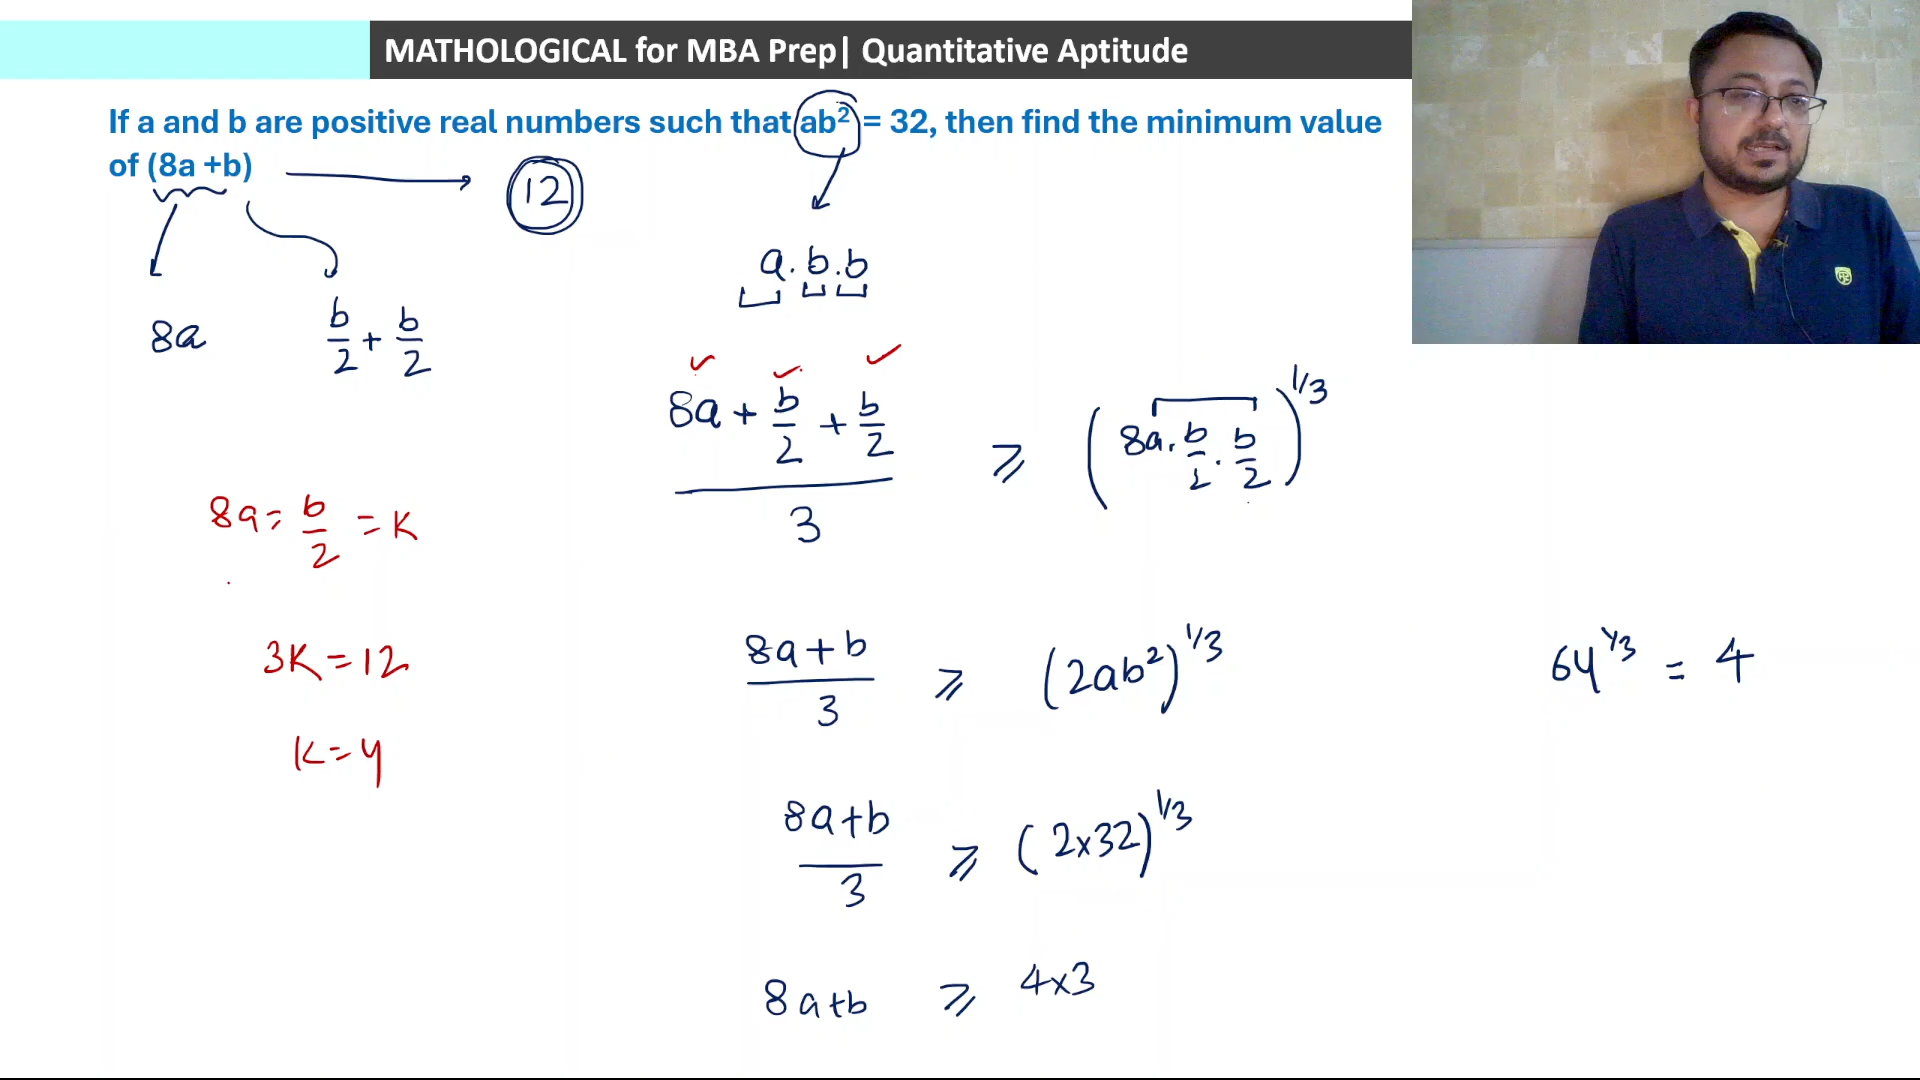 MATHOLOGICAL for MBA Prep| Quantitative Aptitude
If a and b are positive real numbers such that ab² = 32, then find the minimum value
of (8a +b)
12
a.b.b
8a b/2 + b/2
(8a + b/2 + b/2)/3 ⩾ (8a. b/2 . b/2)^1/3
8a = b/2 = K
3K = 12
(8a+b)/3 ⩾ (2ab²)^1/3
64^1/3 = 4
K = 4
(8a+b)/3 ⩾ (2x32)^1/3
8a+b ⩾ 4x3